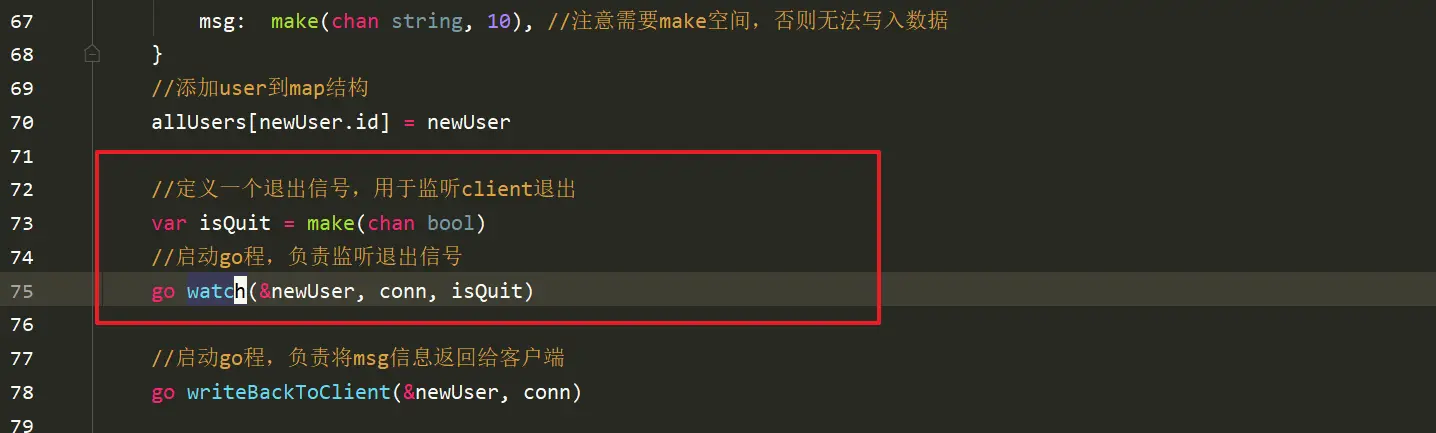 67 msg: make(chan string, 10), //注意需要make空间，否则无法写入数据
68 }
69 //添加user到map结构
70 allUsers[newUser.id] = newUser
71
72 //定义一个退出信号，用于监听client退出
73 var isQuit = make(chan bool)
74 //启动go程，负责监听退出信号
75 go watch(&newUser, conn, isQuit)
76
77 //启动go程，负责将msg信息返回给客户端
78 go writeBackToClient(&newUser, conn)
79